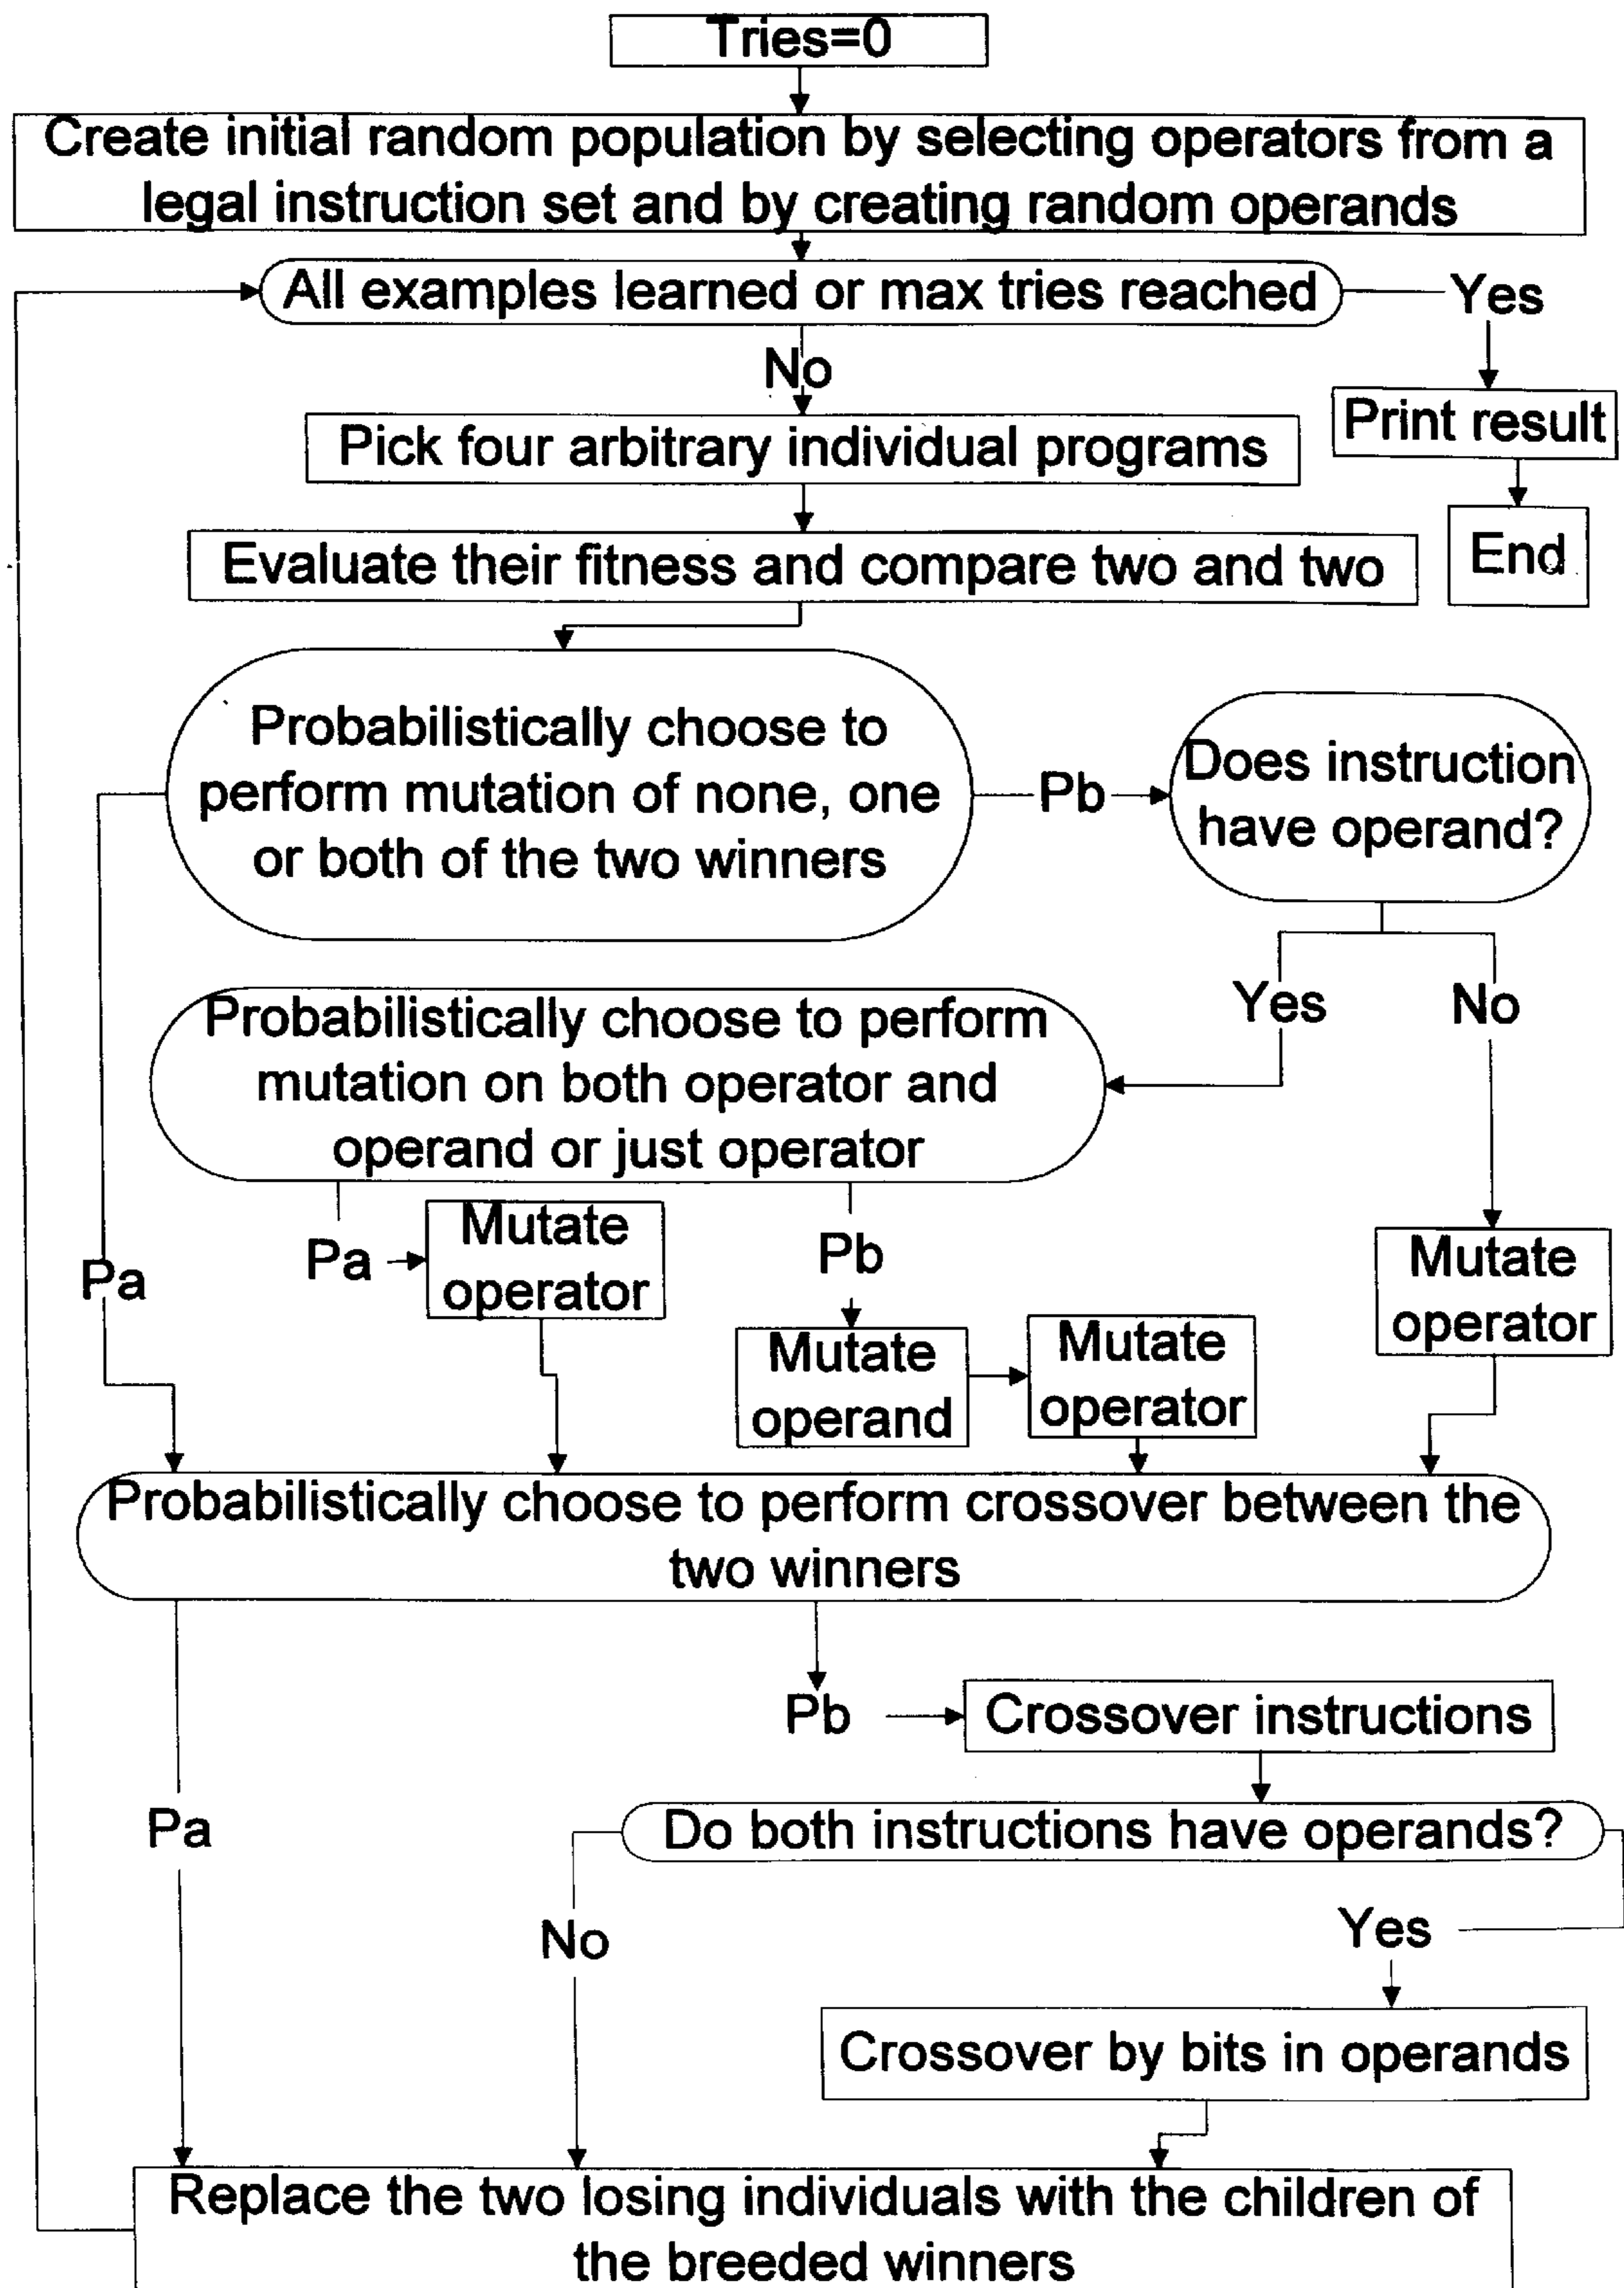 Tries=0
Create initial random population by selecting operators from a
legal instruction set and by creating random operands
All examples learned or max tries reached
Yes
No
Print result
Pick four arbitrary individual programs
End
Evaluate their fitness and compare two and two
Probabilistically choose to
perform mutation of none, one
or both of the two winners
Pb
Does instruction
have operand?
Yes
No
Probabilistically choose to perform
mutation on both operator and
operand or just operator
Pa
Pa
Mutate
operator
Pb
Mutate
operand
Mutate
operator
Mutate
operator
Probabilistically choose to perform crossover between the
two winners
Pb
Crossover instructions
Pa
Do both instructions have operands?
No
Yes
Crossover by bits in operands
Replace the two losing individuals with the children of
the breeded winners